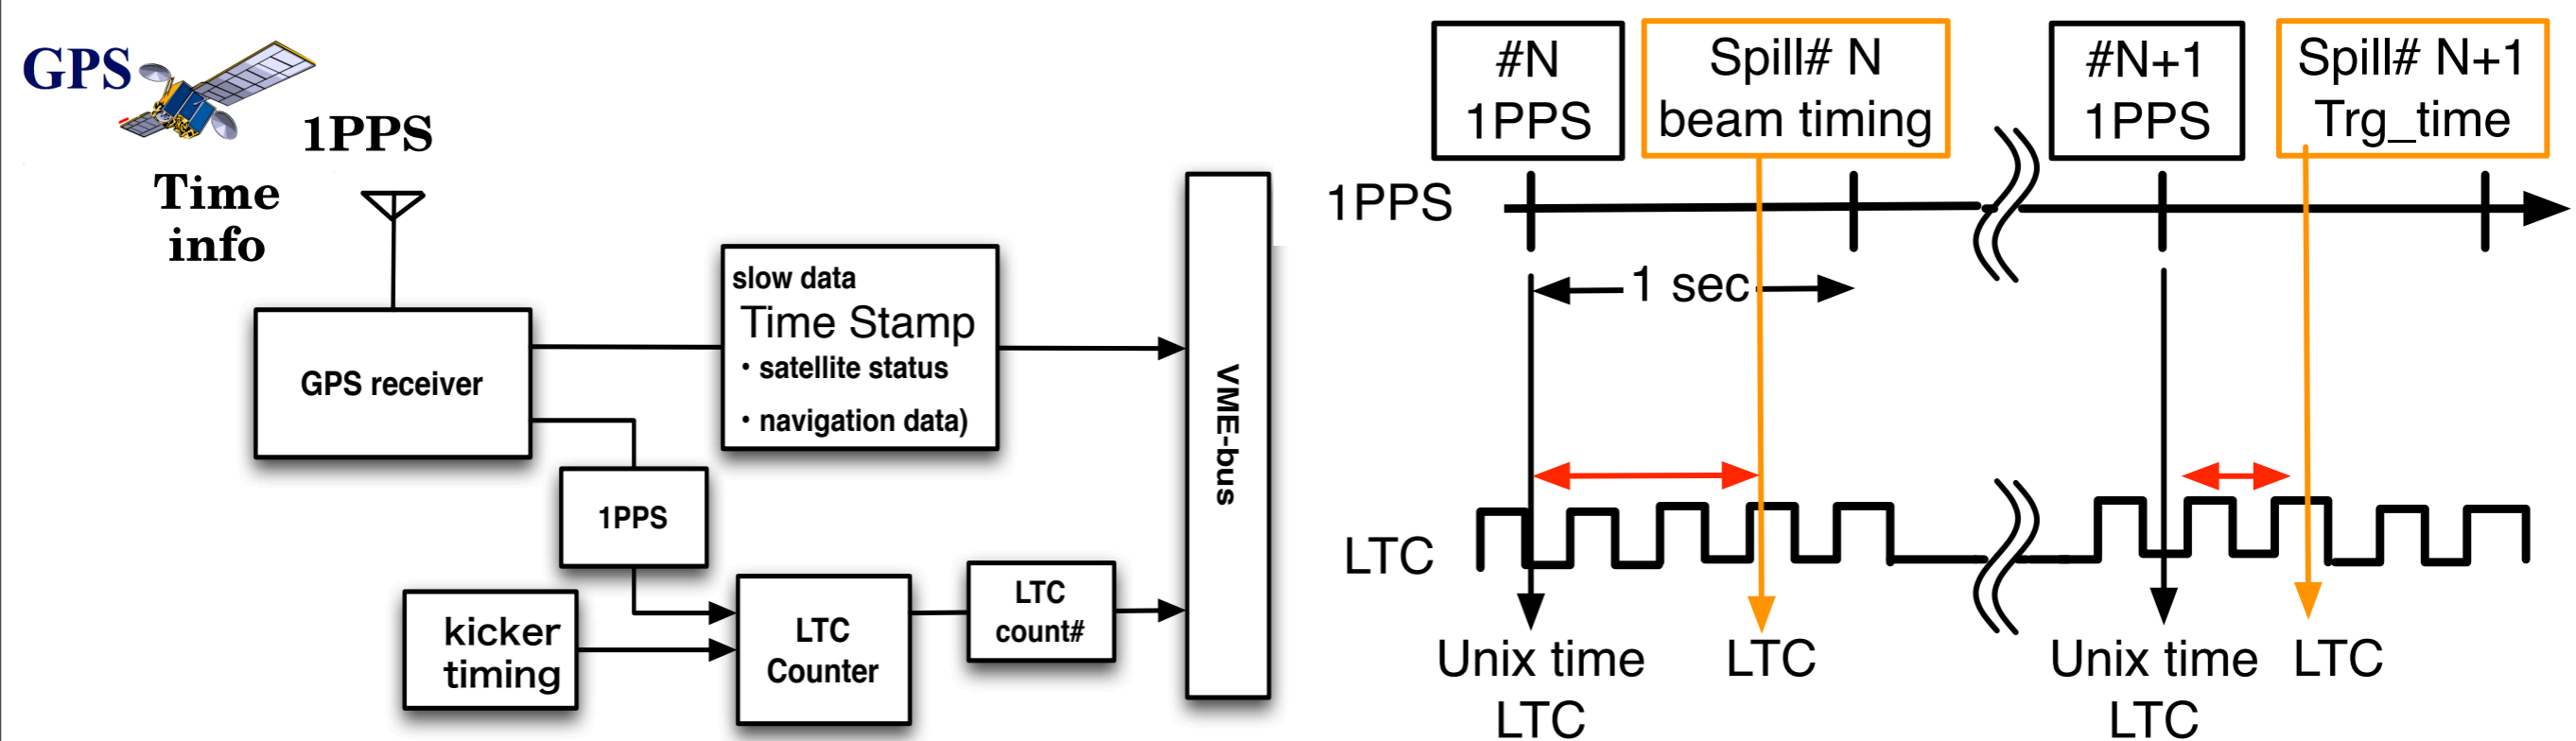 GPS
1PPS
Time
info
GPS receiver
slow data
Time Stamp
・satellite status
・navigation data)
1PPS
kicker
timing
LTC
Counter
LTC
count#
VME-bus
#N
1PPS
Spill# N
beam timing
#N+1
1PPS
Spill# N+1
Trg_time
1PPS
1 sec
LTC
Unix time
LTC
LTC
Unix time
LTC
LTC